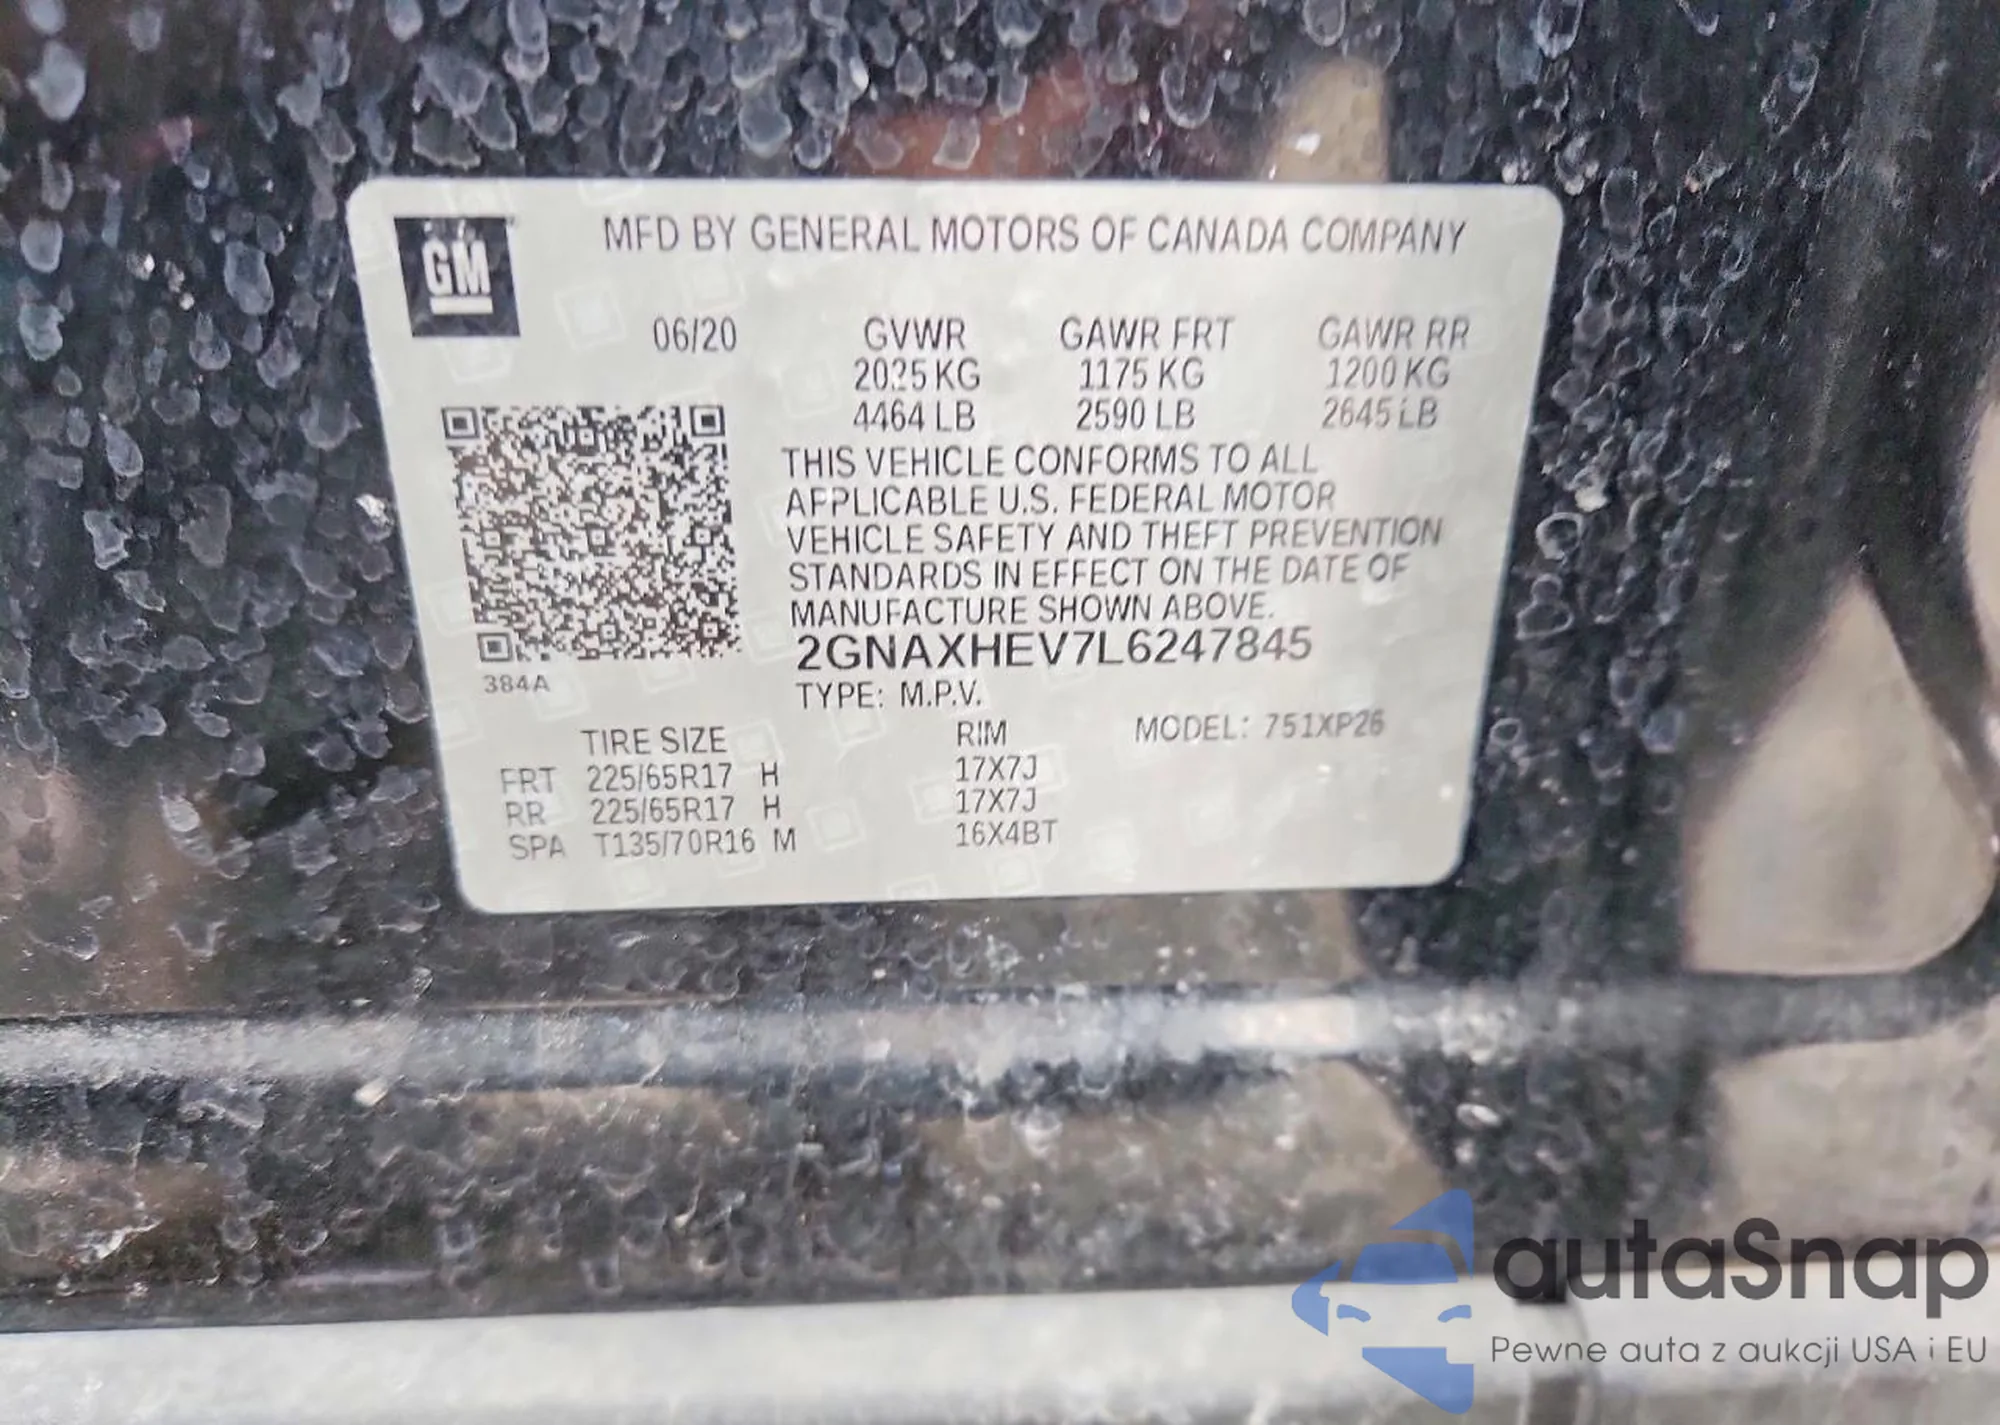 GM
MFD BY GENERAL MOTORS OF CANADA COMPANY
06/20 GVWR GAWR FRT GAWR RR
2025 KG 1175 KG 1200 KG
4464 LB 2590 LB 2645 LB
THIS VEHICLE CONFORMS TO ALL
APPLICABLE U.S. FEDERAL MOTOR
VEHICLE SAFETY AND THEFT PREVENTION
STANDARDS IN EFFECT ON THE DATE OF
MANUFACTURE SHOWN ABOVE.
2GNAXHEV7L6247845
384A
TYPE: M.P.V.
TIRE SIZE RIM MODEL: 751XP26
FRT 225/65R17 H 17X7J
RR 225/65R17 H 17X7J
SPA T135/70R16 M 16X4BT
autaSnap
Pewne auta z aukcji USA i EU